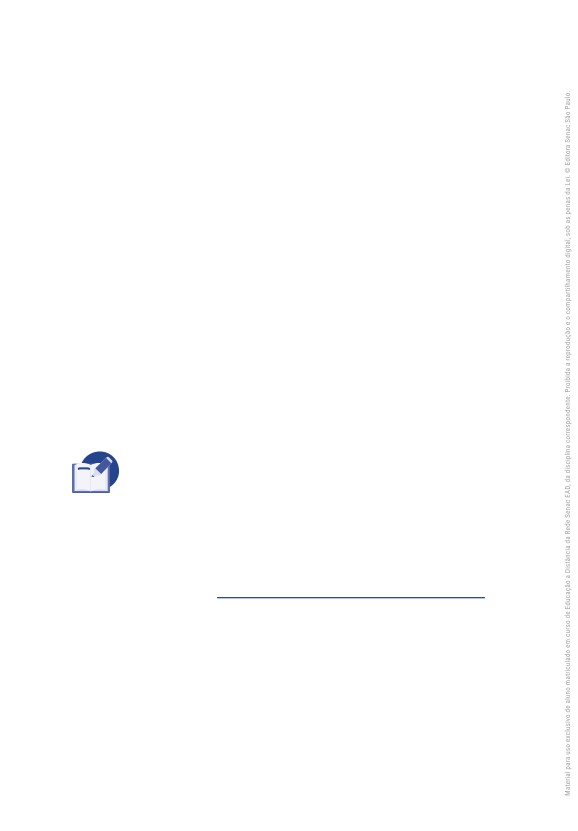 Material para uso exclusivo de aluno matriculado em curso de Educação a Distância da Rede Senac EAD, da disciplina correspondente. Proibida a reprodução e o compartilhamento digital, sob as penas da Lei. © Editora Senac São Paulo.